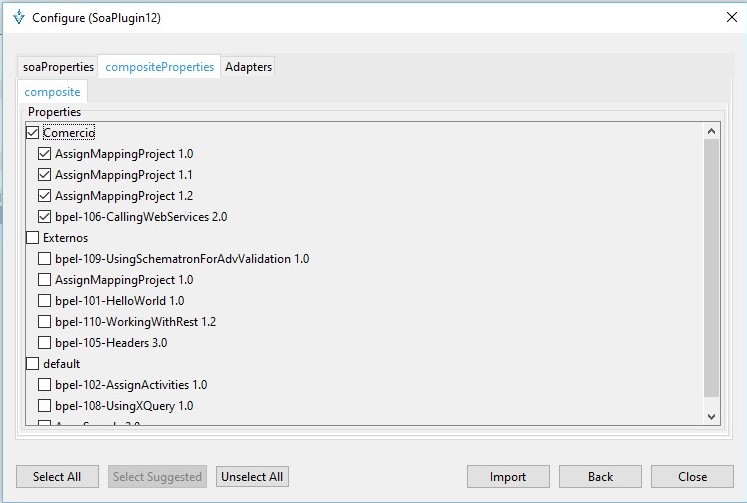 Configure (SoaPlugin12)
soaProperties compositeProperties Adapters
composite
Properties
Comercio
AssignMappingProject 1.0
AssignMappingProject 1.1
AssignMappingProject 1.2
bpel-106-CallingWebServices 2.0
Externos
bpel-109-UsingSchematronForAdvValidation 1.0
AssignMappingProject 1.0
bpel-101-HelloWorld 1.0
bpel-110-WorkingWithRest 1.2
bpel-105-Headers 3.0
default
bpel-102-AssignActivities 1.0
bpel-108-UsingXQuery 1.0
Select All Select Suggested Unselect All Import Back Close